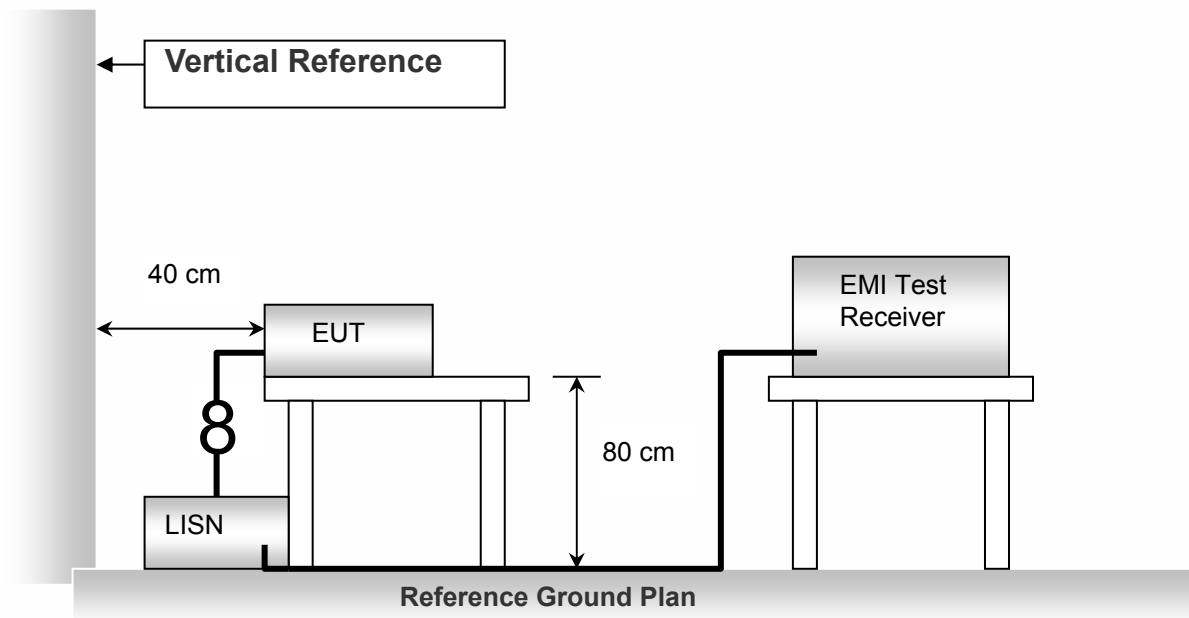 Vertical Reference
40 cm
EMI Test
Receiver
EUT
80 cm
LISN
Reference Ground Plan